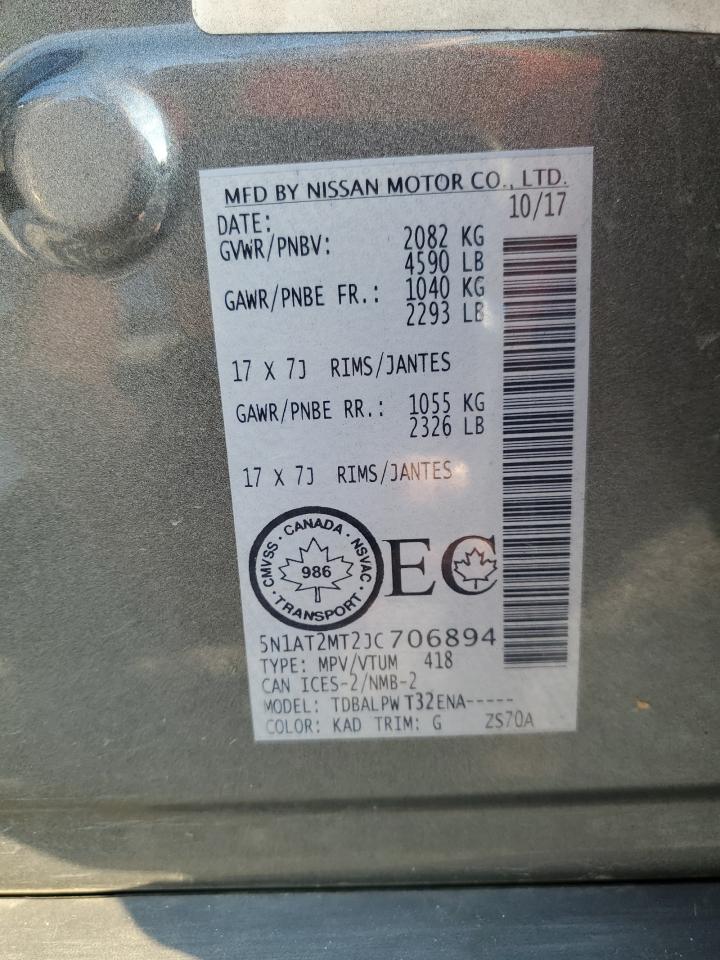 MFD BY NISSAN MOTOR CO., LTD.
DATE: 10/17
GVWR/PNBV: 2082 KG
4590 LB
GAWR/PNBE FR.: 1040 KG
2293 LB
17 X 7J RIMS/JANTES
GAWR/PNBE RR.: 1055 KG
2326 LB
17 X 7J RIMS/JANTES
CMVSS · CANADA · NSVAC · TRANSPORT ·
986
EC
5N1AT2MT2JC706894
TYPE: MPV/VTUM 418
CAN ICES-2/NMB-2
MODEL: TDBALPW T32ENA-----
COLOR: KAD TRIM: G ZS70A